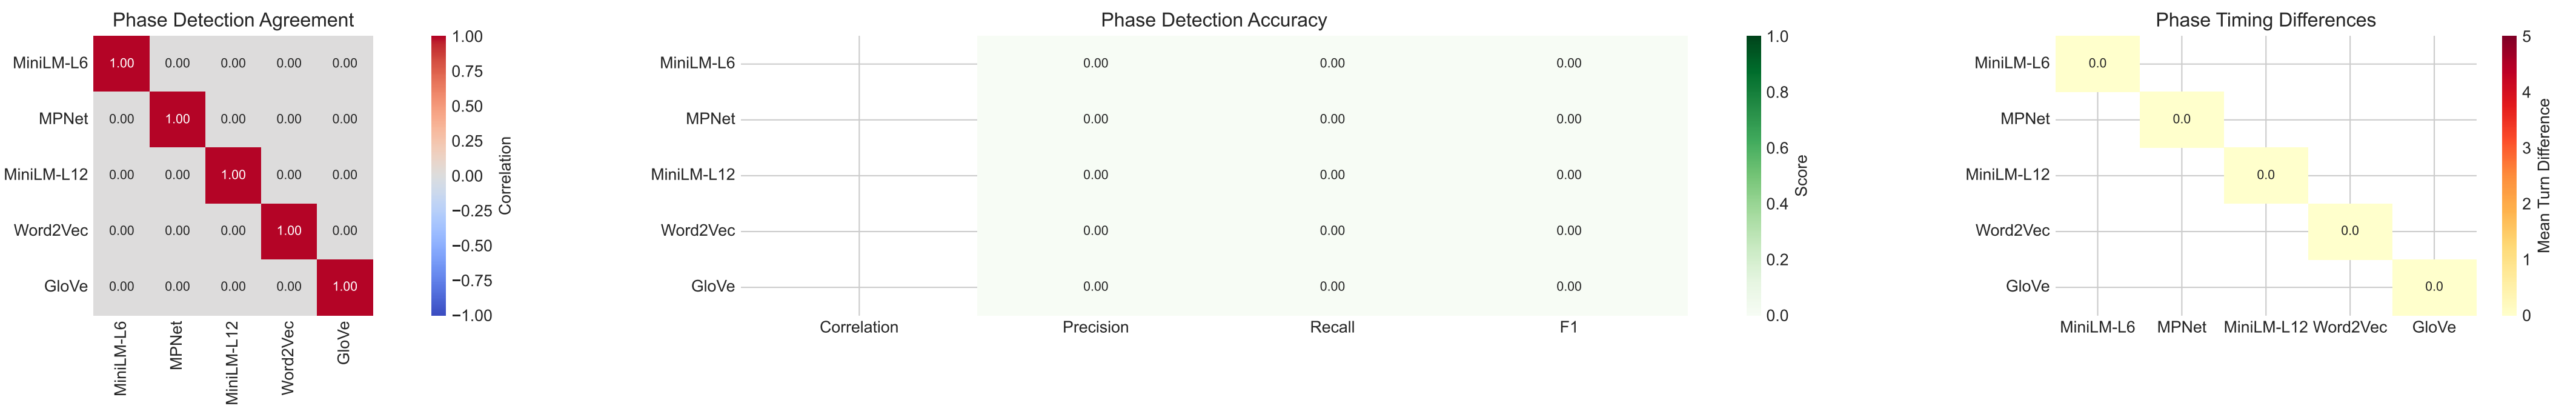 Phase Detection Agreement
MiniLM-L6 1.00 0.00 0.00 0.00 0.00
MPNet 0.00 1.00 0.00 0.00 0.00
MiniLM-L12 0.00 0.00 1.00 0.00 0.00
Word2Vec 0.00 0.00 0.00 1.00 0.00
GloVe 0.00 0.00 0.00 0.00 1.00
MiniLM-L6 MPNet MiniLM-L12 Word2Vec GloVe
1.00
0.75
0.50
0.25
0.00
−0.25
−0.50
−0.75
−1.00
Correlation
Phase Detection Accuracy
MiniLM-L6 0.00 0.00 0.00
MPNet 0.00 0.00 0.00
MiniLM-L12 0.00 0.00 0.00
Word2Vec 0.00 0.00 0.00
GloVe 0.00 0.00 0.00
Correlation Precision Recall F1
1.0
0.8
0.6
0.4
0.2
0.0
Score
Phase Timing Differences
MiniLM-L6 0.0
MPNet 0.0
MiniLM-L12 0.0
Word2Vec 0.0
GloVe 0.0
MiniLM-L6 MPNet MiniLM-L12 Word2Vec GloVe
5
4
3
2
1
0
Mean Turn Difference